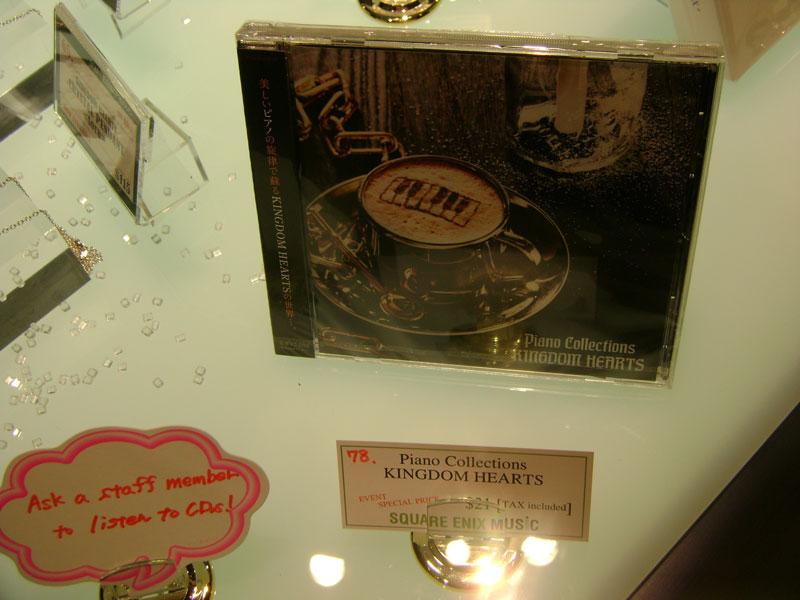 美しいピアノの旋律で蘇るKINGDOM HEARTSの世界…。
Piano Collections
KINGDOM HEARTS
Ask a staff member
to listen to CDs!
78.
Piano Collections
KINGDOM HEARTS
EVENT
SPECIAL PRICE
$21 [TAX included]
SQUARE ENIX MUSIC